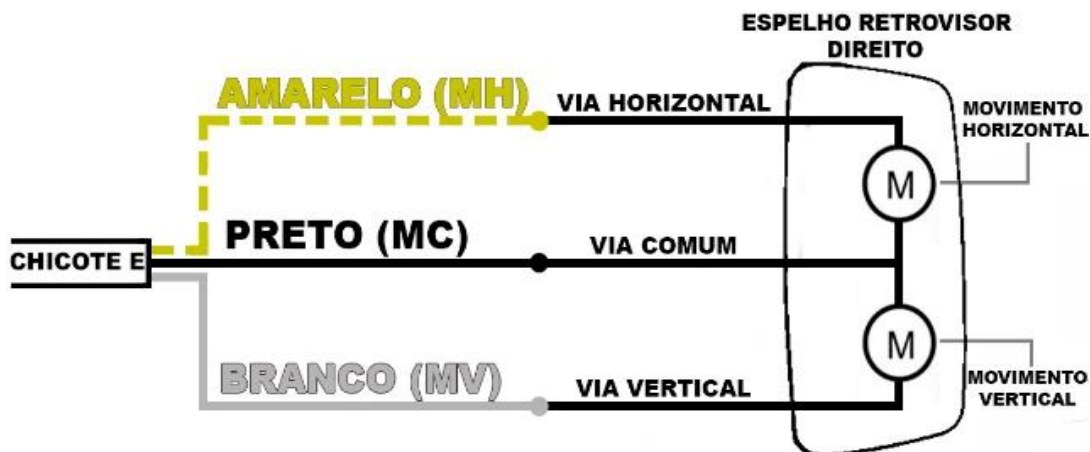 ESPELHO RETROVISOR
DIREITO
AMARELO (MH)
VIA HORIZONTAL
MOVIMENTO
HORIZONTAL
M
PRETO (MC)
VIA COMUM
CHICOTE E
M
BRANCO (MV)
VIA VERTICAL
MOVIMENTO
VERTICAL